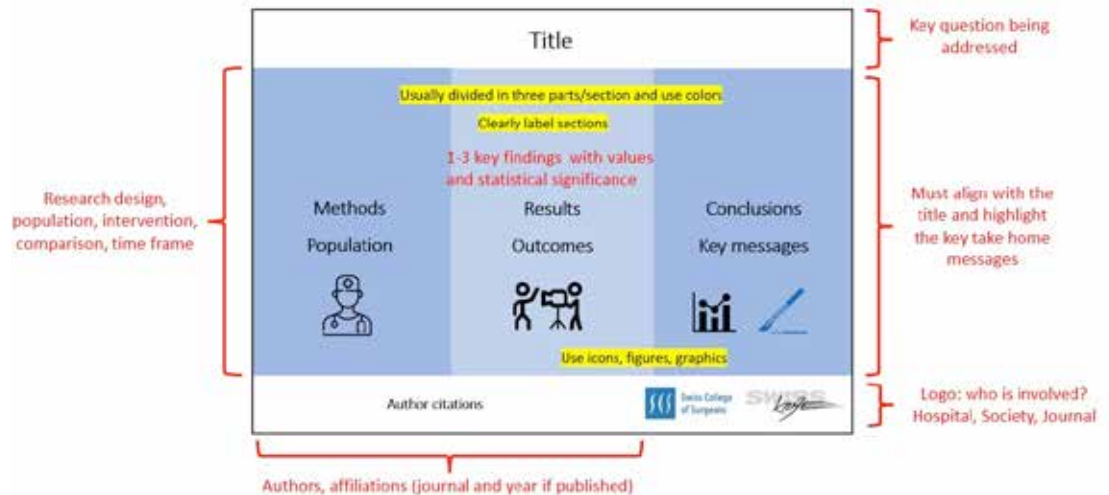 Title
Key question being
addressed
Usually divided in three parts/section and use colors
Clearly label sections
1-3 key findings with values
and statistical significance
Research design,
population, intervention,
comparison, time frame
Methods
Results
Conclusions
Population
Outcomes
Key messages
Must align with the
title and highlight
the key take home
messages
Use icons, figures, graphics
Author citations
SCS
Swiss College
of Surgeons
SWISS
knife
Logo: who is involved?
Hospital, Society, Journal
Authors, affiliations (journal and year if published)